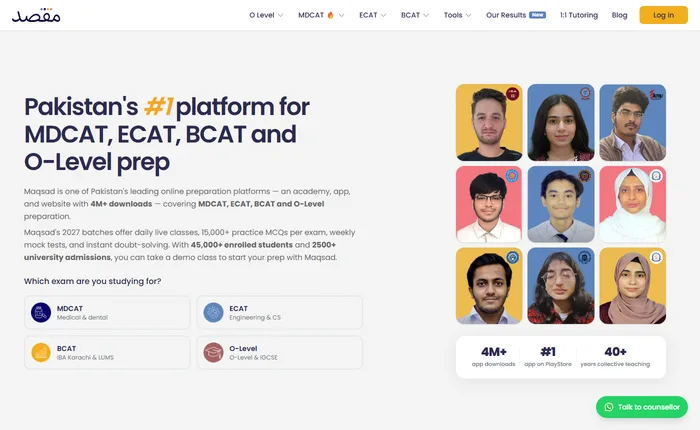 مقصد
O Level
MDCAT 🔥
ECAT
BCAT
Tools
Our Results New
1:1 Tutoring
Blog
Log in
Pakistan's #1 platform for
MDCAT, ECAT, BCAT and
O-Level prep
Maqsad is one of Pakistan's leading online preparation platforms — an academy, app,
and website with 4M+ downloads — covering MDCAT, ECAT, BCAT and O-Level
preparation.
Maqsad's 2027 batches offer daily live classes, 15,000+ practice MCQs per exam, weekly
mock tests, and instant doubt-solving. With 45,000+ enrolled students and 2500+
university admissions, you can take a demo class to start your prep with Maqsad.
Which exam are you studying for?
MDCAT
Medical & dental
ECAT
Engineering & CS
BCAT
IBA Karachi & LUMS
O-Level
O-Level & IGCSE
4M+
app downloads
#1
app on PlayStore
40+
years collective teaching
Talk to counsellor